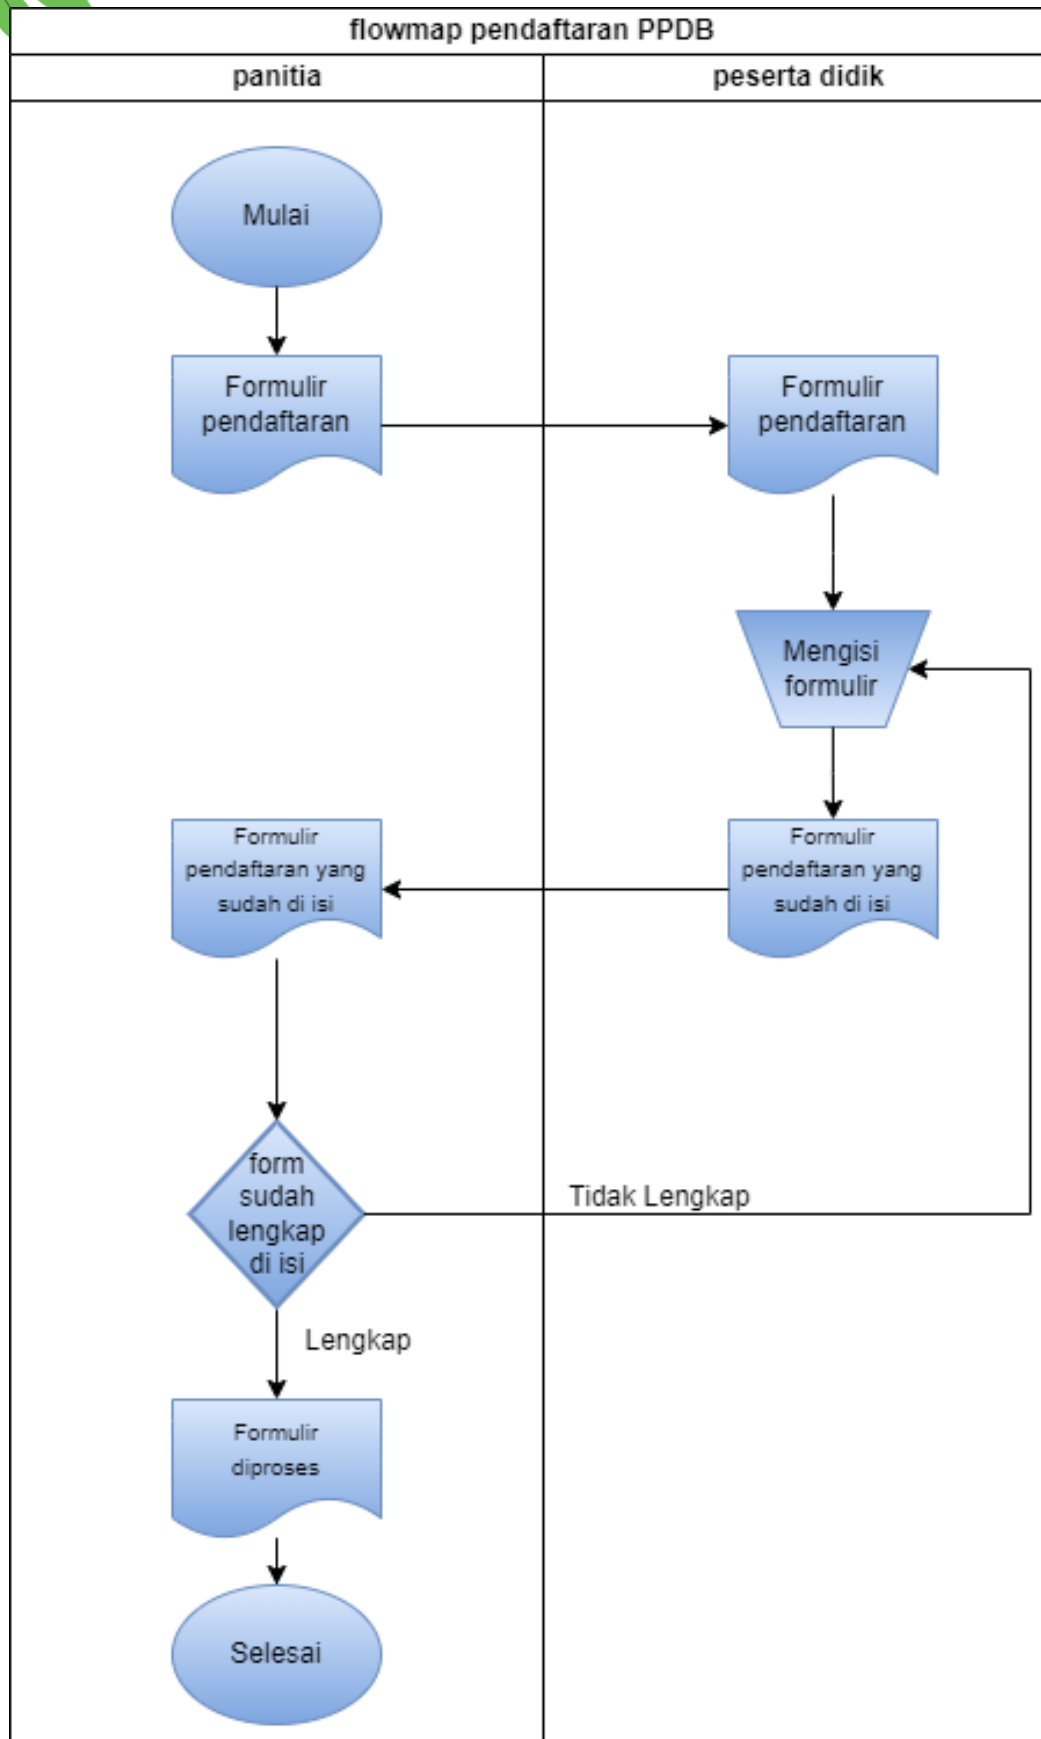 flowmap pendaftaran PPDB
panitia
peserta didik
Mulai
Formulir
pendaftaran
Formulir
pendaftaran
Mengisi
formulir
Formulir
pendaftaran yang
sudah di isi
Formulir
pendaftaran yang
sudah di isi
form
sudah
lengkap
di isi
Tidak Lengkap
Lengkap
Formulir
diproses
Selesai